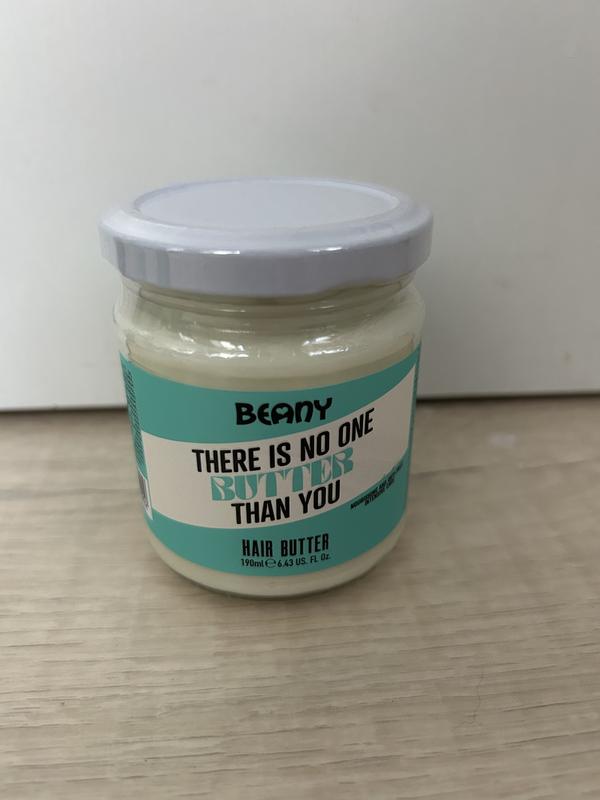 BEANY
THERE IS NO ONE
BUTTER
THAN YOU
HAIR BUTTER
190ml ℮ 6.43 US. FL Oz.